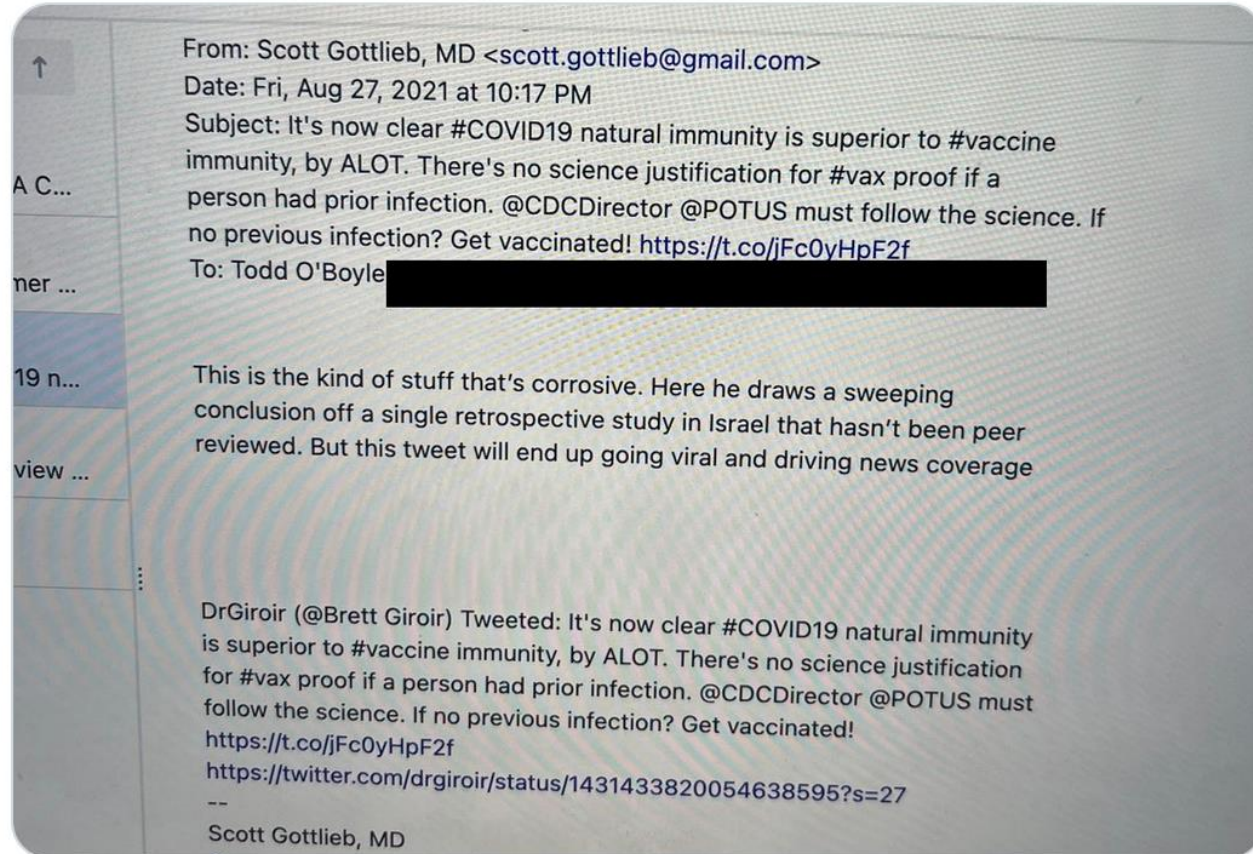 ↑
From: Scott Gottlieb, MD <scott.gottlieb@gmail.com>
Date: Fri, Aug 27, 2021 at 10:17 PM
Subject: It's now clear #COVID19 natural immunity is superior to #vaccine
immunity, by ALOT. There's no science justification for #vax proof if a
A C...
person had prior infection. @CDCDirector @POTUS must follow the science. If
no previous infection? Get vaccinated! https://t.co/jFc0yHpF2f
To: Todd O'Boyle
mer ...
19 n...
This is the kind of stuff that's corrosive. Here he draws a sweeping
conclusion off a single retrospective study in Israel that hasn't been peer
reviewed. But this tweet will end up going viral and driving news coverage
view ...
DrGiroir (@Brett Giroir) Tweeted: It's now clear #COVID19 natural immunity
is superior to #vaccine immunity, by ALOT. There's no science justification
for #vax proof if a person had prior infection. @CDCDirector @POTUS must
follow the science. If no previous infection? Get vaccinated!
https://t.co/jFc0yHpF2f
https://twitter.com/drgiroir/status/1431433820054638595?s=27
--
Scott Gottlieb, MD